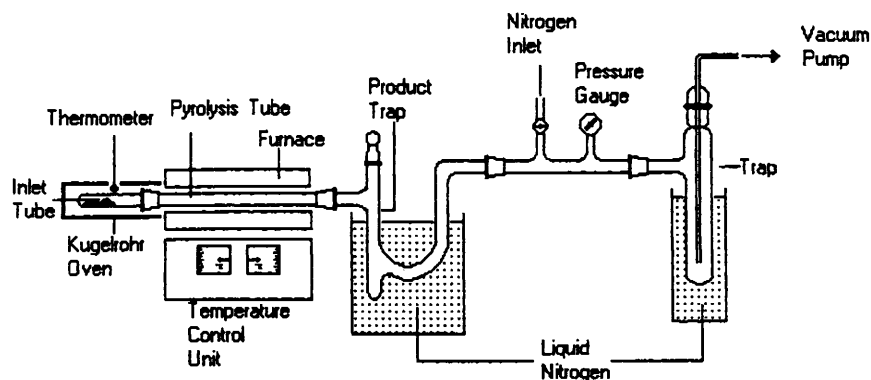 Nitrogen
Inlet
Vacuum
Pump
Product
Trap
Pressure
Gauge
Pyrolysis Tube
Thermometer
Furnace
Inlet
Tube
Trap
Kugelrohr
Oven
Temperature
Control
Unit
Liquid
Nitrogen